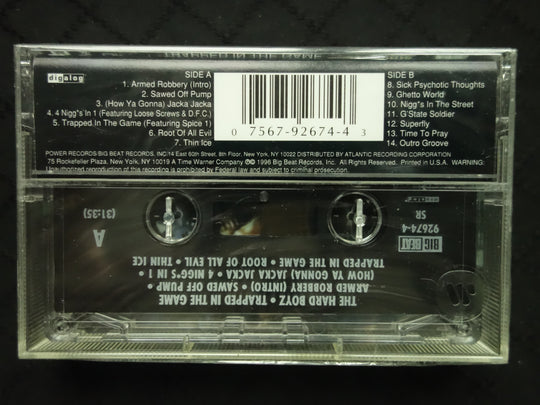 TRAPPED IN THE GAME
digalog
SIDE A
1. Armed Robbery (Intro)
2. Sawed Off Pump
3. (How Ya Gonna) Jacka Jacka
4. 4 Nigg"s In 1 (Featuring Loose Screws & D.F.C.)
5. Trapped In The Game (Featuring Spice 1)
6. Root Of All Evil
7. Thin Ice
0 7567-92674-4 3
SIDE B
8. Sick Psychotic Thoughts
9. Ghetto World
10. Nigg"s In The Street
11. G'State Soldier
12. Superfly
13. Time To Pray
14. Outro Groove
POWER RECORDS/BIG BEAT RECORDS, INC. 14 East 60th Street, 8th Floor, New York, NY 10022 DISTRIBUTED BY ATLANTIC RECORDING CORPORATION
75 Rockefeller Plaza, New York, NY 10019 A Time Warner Company ©℗ 1996 Big Beat Records, Inc. All Rights Reserved. Printed in U.S.A. WARNING:
Unauthorized reproduction of this recording is prohibited by Federal law and subject to criminal prosecution.
THE HARD BOYZ • TRAPPED IN THE GAME
ARMED ROBBERY (INTRO) • SAWED OFF PUMP •
(HOW YA GONNA) JACKA JACKA • 4 NIGG"S IN 1 •
TRAPPED IN THE GAME • ROOT OF ALL EVIL • THIN ICE
BIG BEAT
92674-4
SR
A
(31:35)